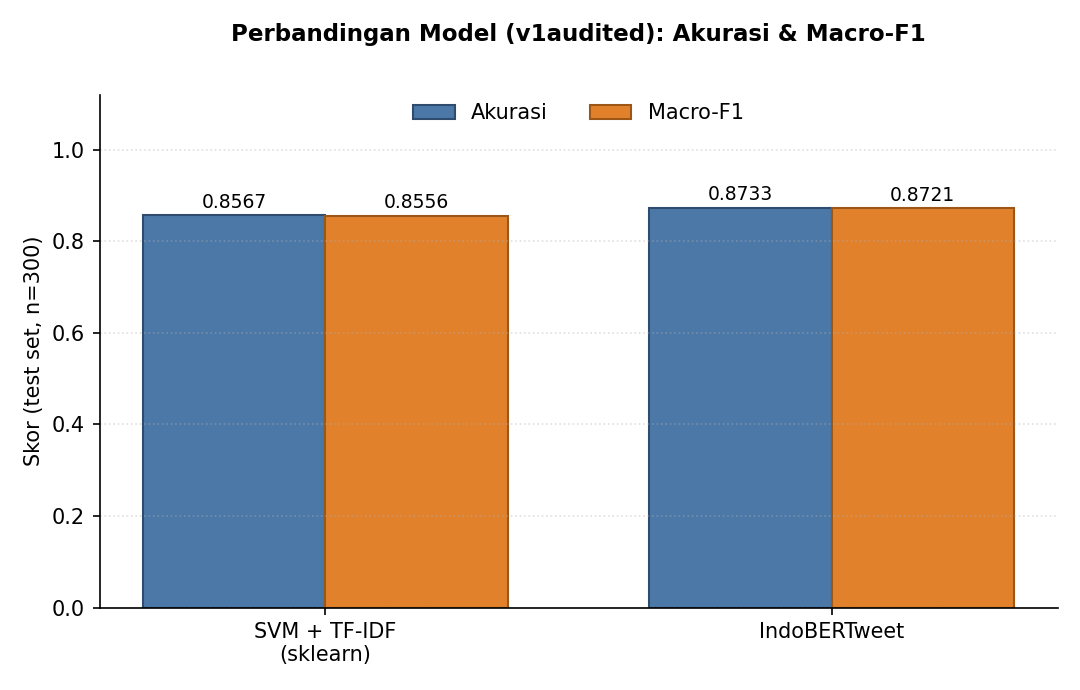 Perbandingan Model (v1audited): Akurasi & Macro-F1
Akurasi
Macro-F1
Skor (test set, n=300)
1.0
0.8
0.6
0.4
0.2
0.0
0.8567
0.8556
0.8733
0.8721
SVM + TF-IDF
(sklearn)
IndoBERTweet